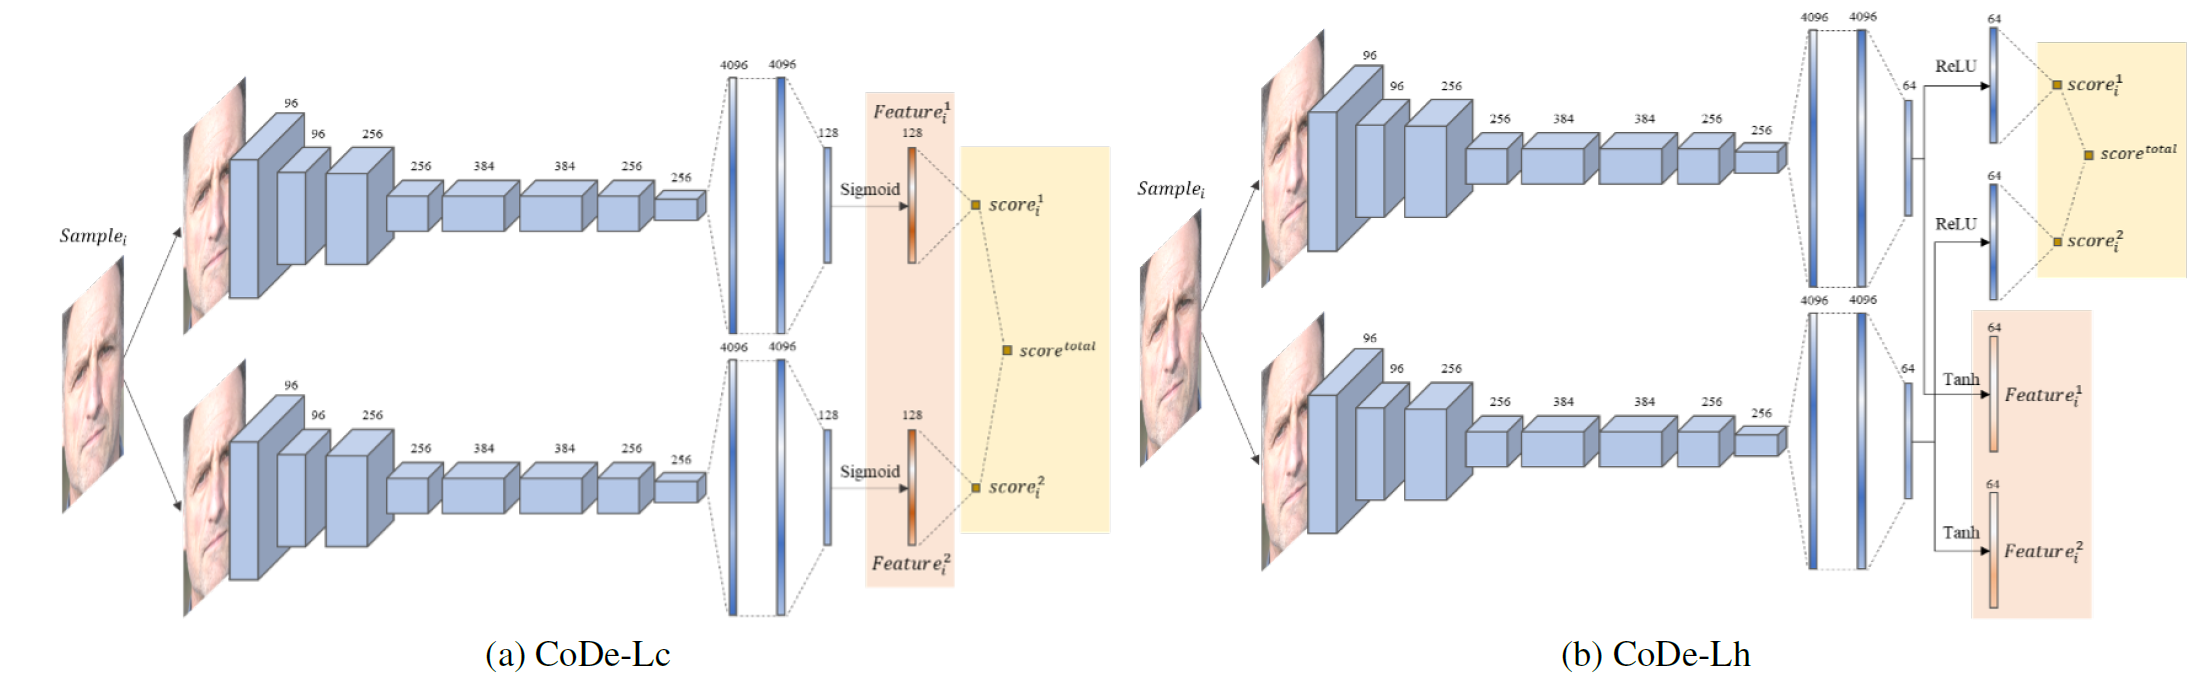 Sample_i
96
96
256
256
384
384
256
256
4096
4096
128
Sigmoid
Feature_i^1
128
score_i^1
score^total
96
96
256
256
384
384
256
256
4096
4096
128
Sigmoid
128
Feature_i^2
score_i^2
(a) CoDe-Lc
Sample_i
96
96
256
256
384
384
256
256
4096
4096
64
ReLU
64
score_i^1
score^total
ReLU
64
score_i^2
96
96
256
256
384
384
256
256
4096
4096
64
Tanh
64
Feature_i^1
Tanh
64
Feature_i^2
(b) CoDe-Lh